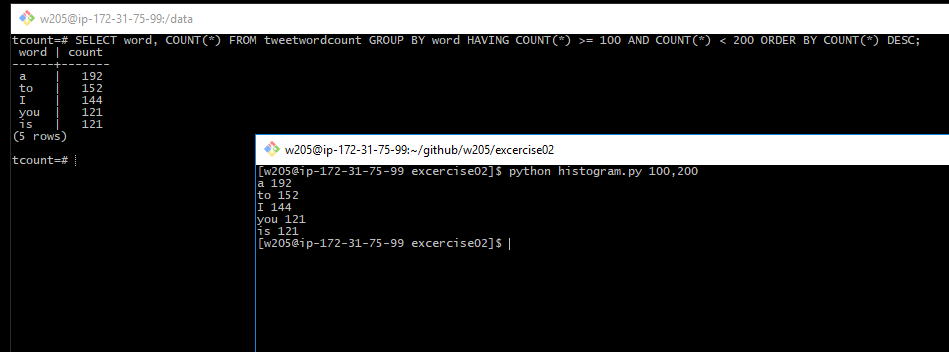 w205@ip-172-31-75-99:/data
tcount=# SELECT word, COUNT(*) FROM tweetwordcount GROUP BY word HAVING COUNT(*) >= 100 AND COUNT(*) < 200 ORDER BY COUNT(*) DESC;
 word | count
------+-------
 a    |   192
 to   |   152
 I    |   144
 you  |   121
 is   |   121
(5 rows)
tcount=#
w205@ip-172-31-75-99:~/github/w205/excercise02
[w205@ip-172-31-75-99 excercise02]$ python histogram.py 100,200
a 192
to 152
I 144
you 121
is 121
[w205@ip-172-31-75-99 excercise02]$